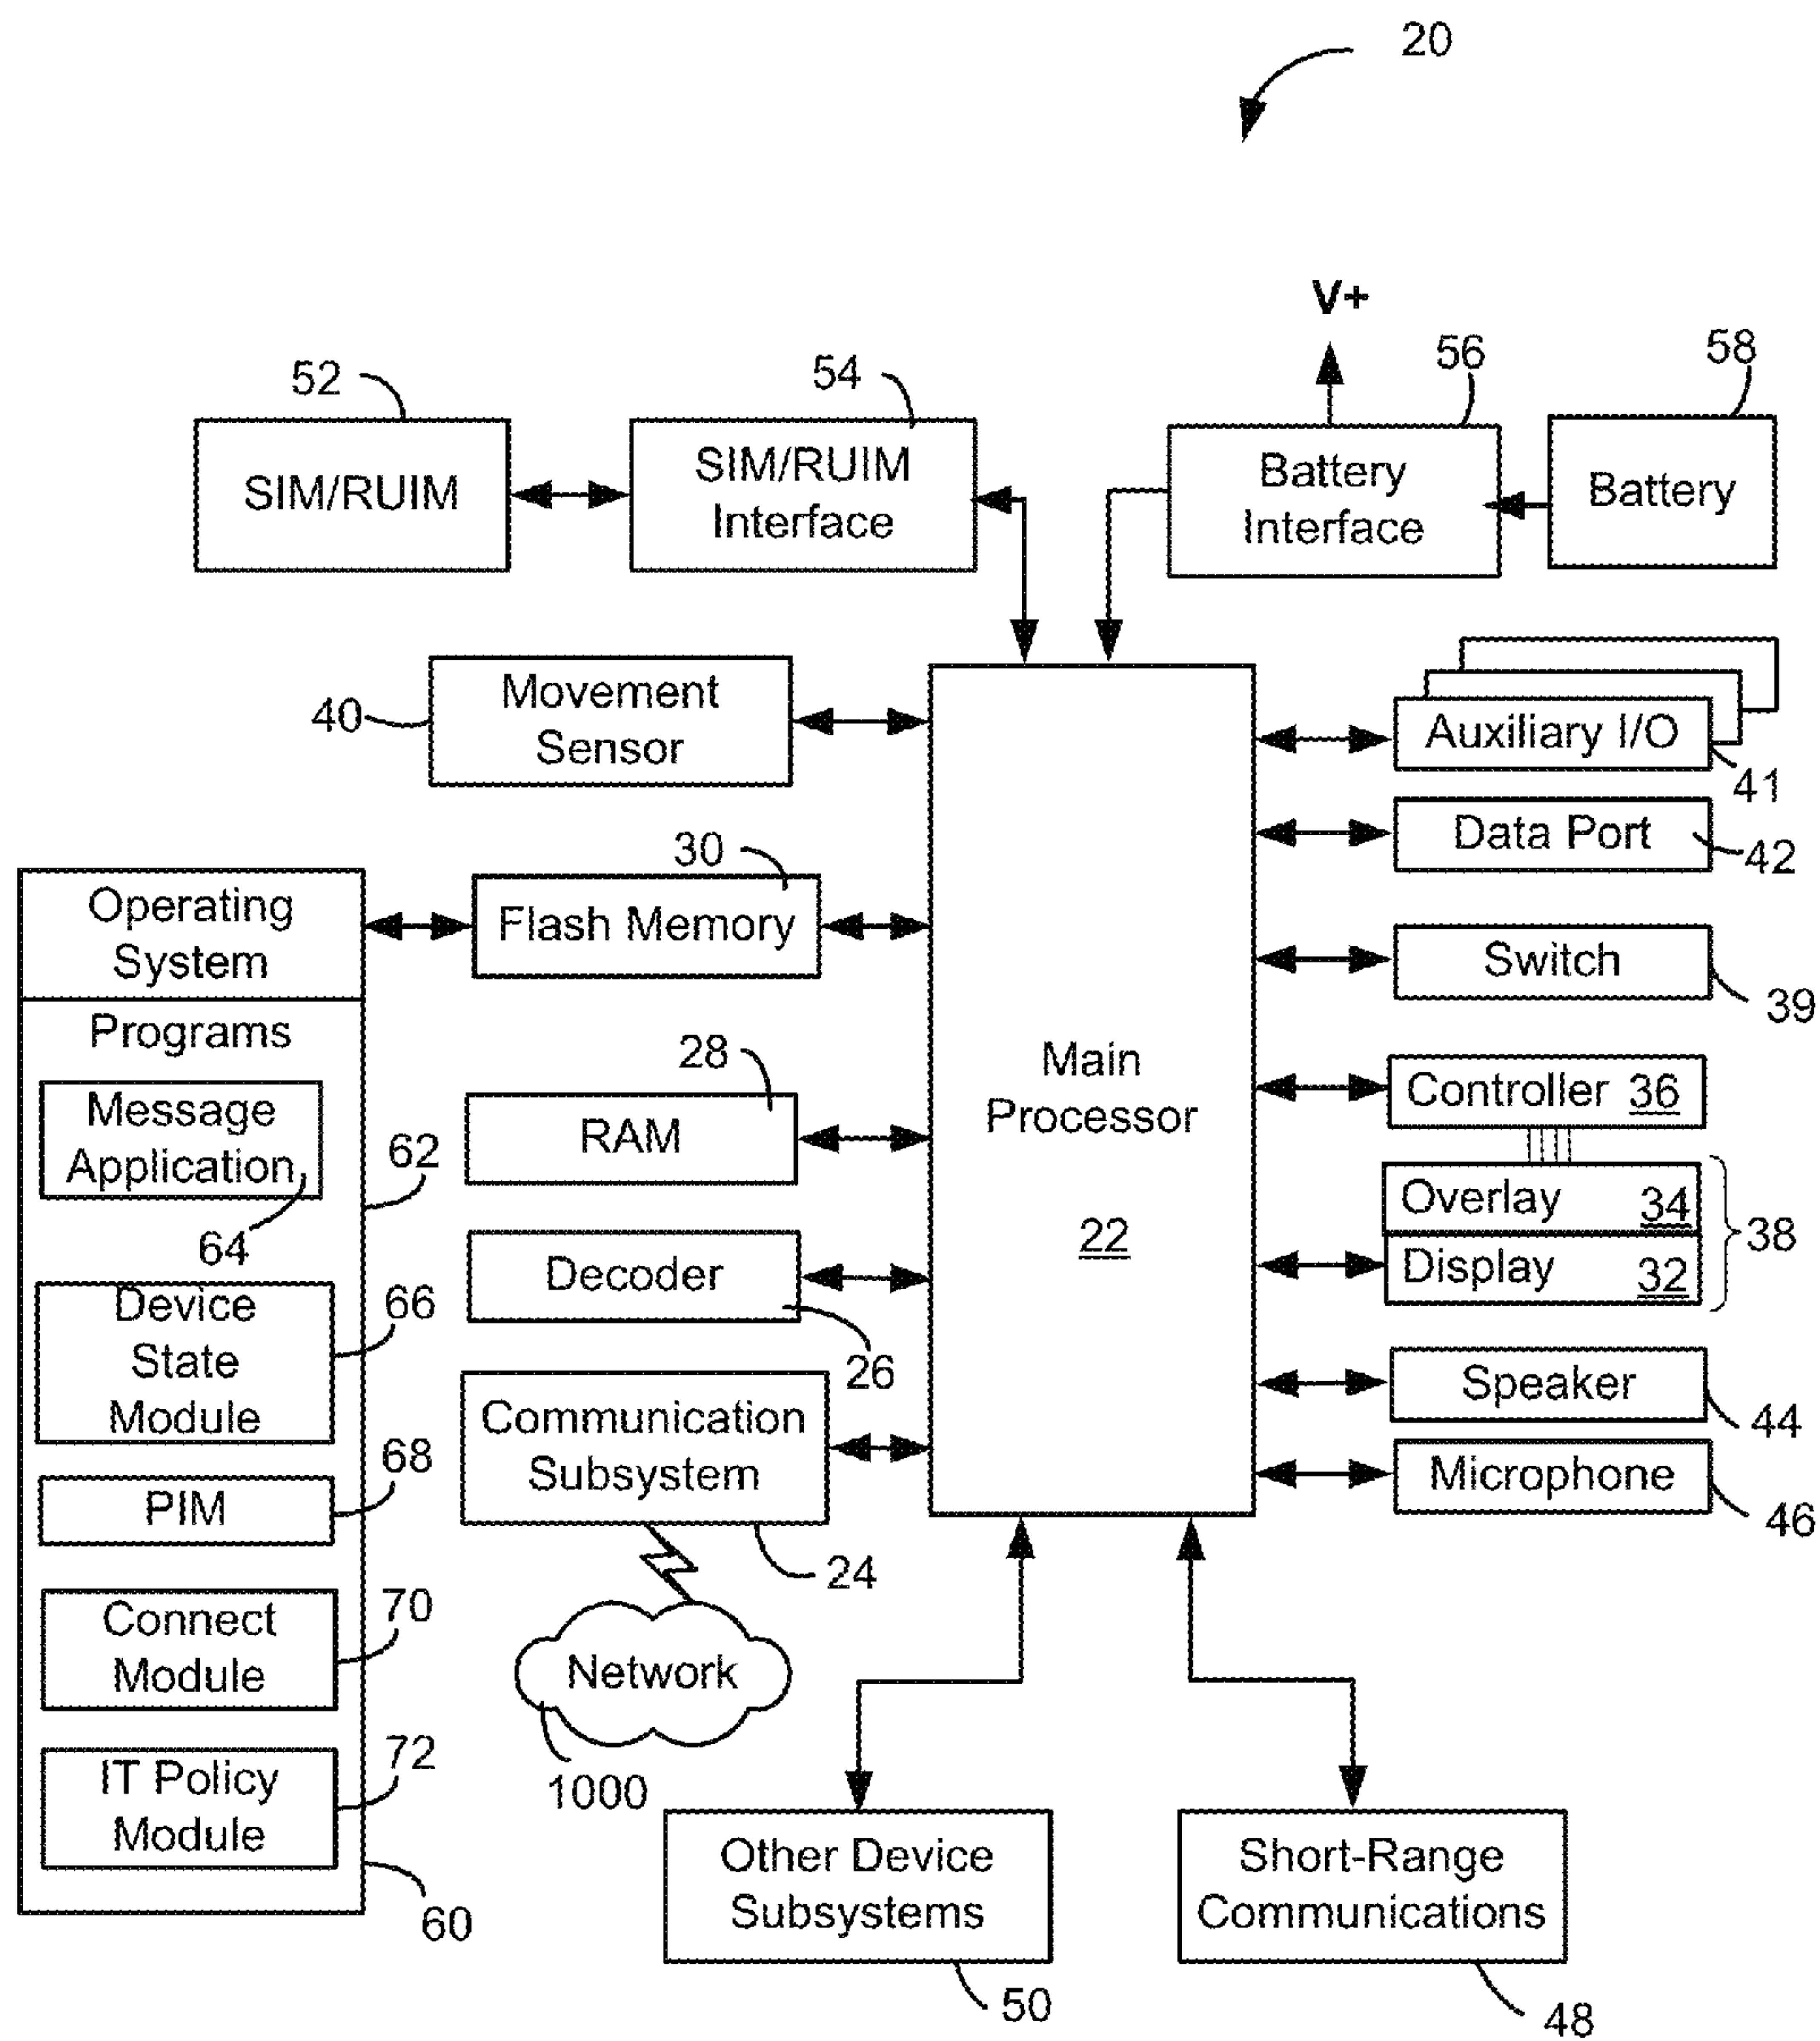 20
V+
52
54
56
58
SIM/RUIM
SIM/RUIM
Interface
Battery
Interface
Battery
40
Movement
Sensor
Auxiliary I/O
41
Data Port
42
30
Flash Memory
Operating
System
Switch
39
Programs
Message
Application
64
62
28
RAM
Main
Processor
22
Controller 36
Overlay 34
Display 32
38
Decoder
26
Device
State
Module
66
Communication
Subsystem
24
Speaker
44
Microphone
46
PIM
68
Connect
Module
70
Network
1000
IT Policy
Module
72
60
Other Device
Subsystems
50
Short-Range
Communications
48